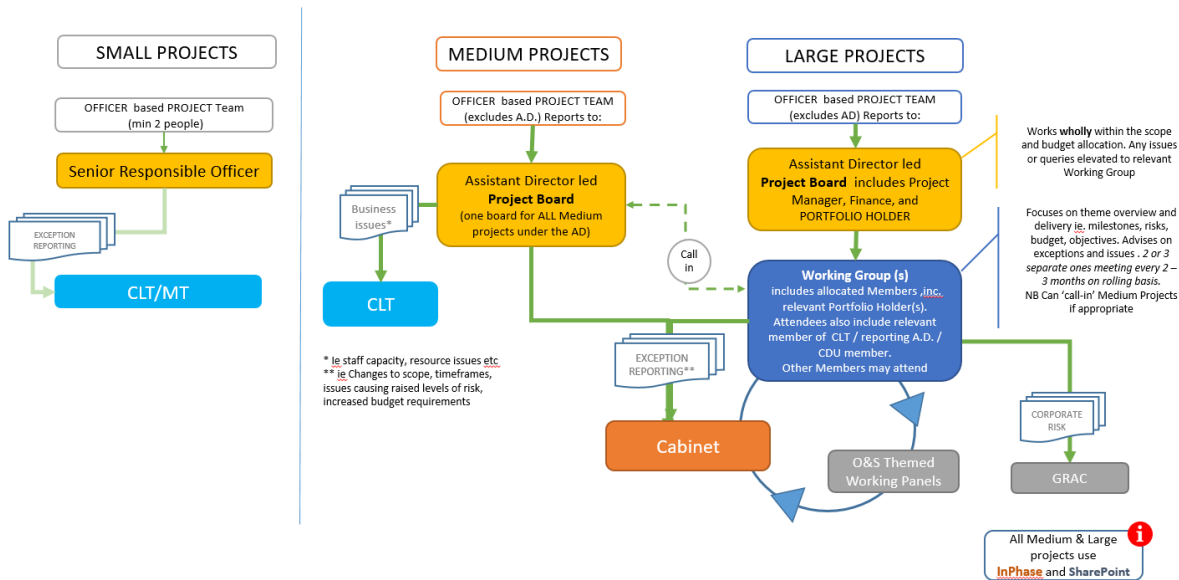 SMALL PROJECTS
OFFICER based PROJECT Team
(min 2 people)
Senior Responsible Officer
EXCEPTION
REPORTING
CLT/MT
MEDIUM PROJECTS
OFFICER based PROJECT TEAM
(excludes A.D.) Reports to:
Assistant Director led
Project Board
(one board for ALL Medium
projects under the AD)
Business
issues*
CLT
* Ie staff capacity, resource issues etc
** ie Changes to scope, timeframes,
issues causing raised levels of risk,
increased budget requirements
Call
in
EXCEPTION
REPORTING**
Cabinet
LARGE PROJECTS
OFFICER based PROJECT TEAM
(excludes AD) Reports to:
Assistant Director led
Project Board includes Project
Manager, Finance, and
PORTFOLIO HOLDER
Working Group (s)
includes allocated Members ,inc.
relevant Portfolio Holder(s).
Attendees also include relevant
member of CLT / reporting A.D. /
CDU member.
Other Members may attend
O&S Themed
Working Panels
Works wholly within the scope
and budget allocation. Any issues
or queries elevated to relevant
Working Group
Focuses on theme overview and
delivery ie. milestones, risks,
budget, objectives. Advises on
exceptions and issues . 2 or 3
separate ones meeting every 2 –
3 months on rolling basis.
NB Can ‘call-in’ Medium Projects
if appropriate
CORPORATE
RISK
GRAC
i
All Medium & Large
projects use
InPhase and SharePoint